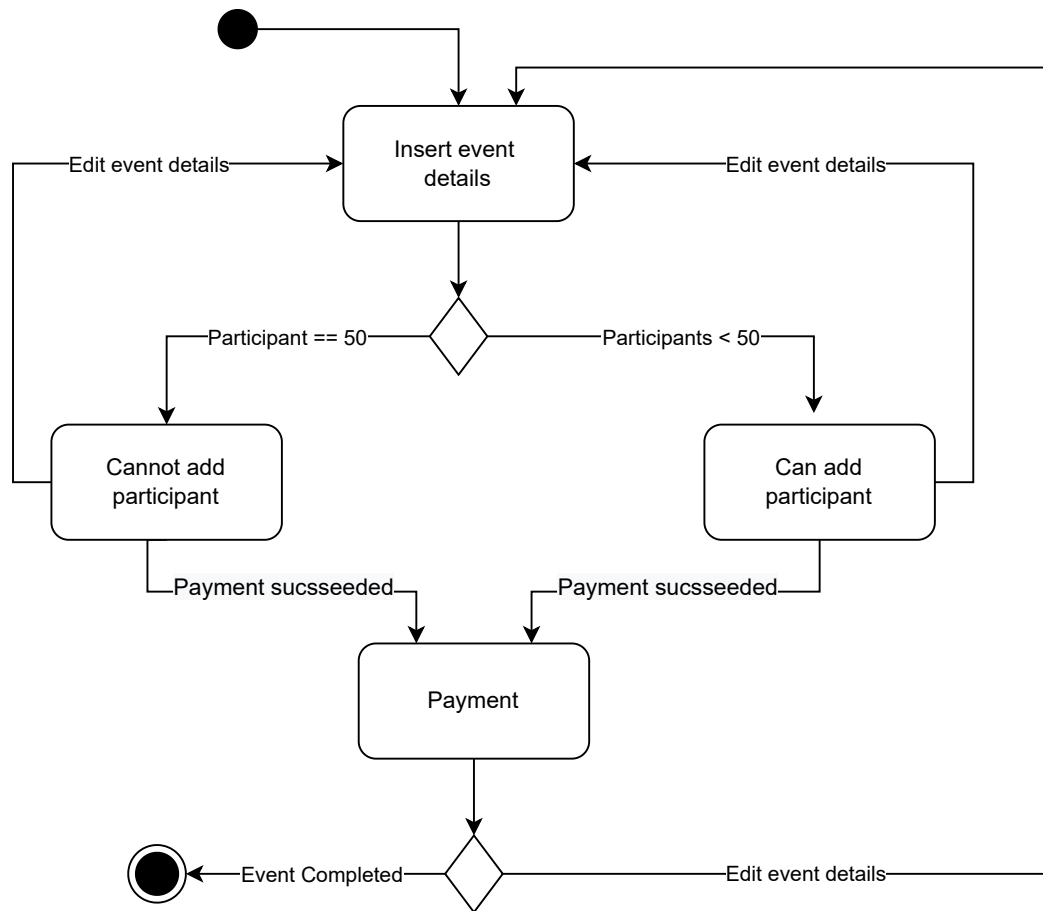 Insert event
details
Edit event details
Edit event details
Participant == 50
Participants < 50
Cannot add
participant
Can add
participant
Payment sucsseeded
Payment sucsseeded
Payment
Event Completed
Edit event details